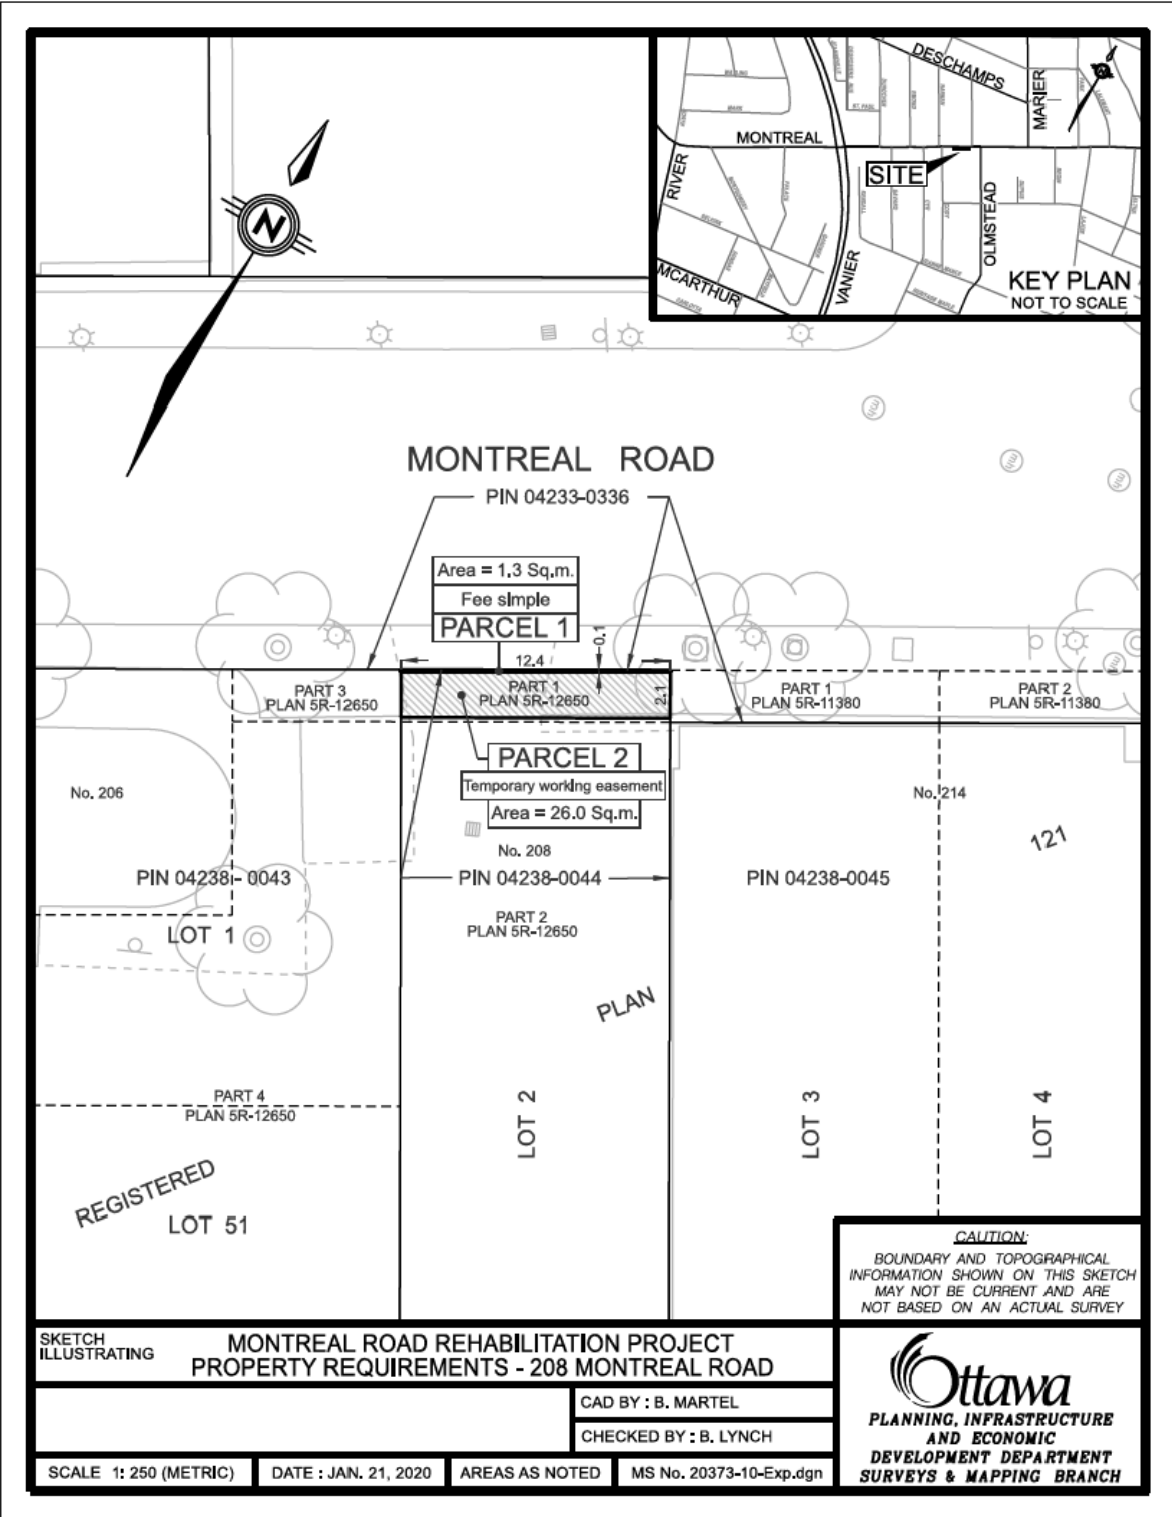 DESCHAMPS
MARIER
MONTREAL
RIVER
SITE
OLMSTEAD
VANIER
MCARTHUR
KEY PLAN
NOT TO SCALE
N
MONTREAL ROAD
PIN 04233-0336
Area = 1.3 Sq.m.
Fee simple
PARCEL 1
0.1
12.4
PART 3
PLAN 5R-12650
PART 1
PLAN 5R-12650
2.1
PART 1
PLAN 5R-11380
PART 2
PLAN 5R-11380
PARCEL 2
Temporary working easement
Area = 26.0 Sq.m.
No. 206
No. 214
No. 208
121
PIN 04238-0043
PIN 04238-0044
PIN 04238-0045
PART 2
PLAN 5R-12650
LOT 1
PLAN
PART 4
PLAN 5R-12650
LOT 2
LOT 3
LOT 4
REGISTERED
LOT 51
mh
mh
mh
mh
mh
CAUTION:
BOUNDARY AND TOPOGRAPHICAL
INFORMATION SHOWN ON THIS SKETCH
MAY NOT BE CURRENT AND ARE
NOT BASED ON AN ACTUAL SURVEY
SKETCH
ILLUSTRATING
MONTREAL ROAD REHABILITATION PROJECT
PROPERTY REQUIREMENTS - 208 MONTREAL ROAD
CAD BY : B. MARTEL
CHECKED BY : B. LYNCH
SCALE 1: 250 (METRIC)
DATE : JAN. 21, 2020
AREAS AS NOTED
MS No. 20373-10-Exp.dgn
Ottawa
PLANNING, INFRASTRUCTURE
AND ECONOMIC
DEVELOPMENT DEPARTMENT
SURVEYS & MAPPING BRANCH